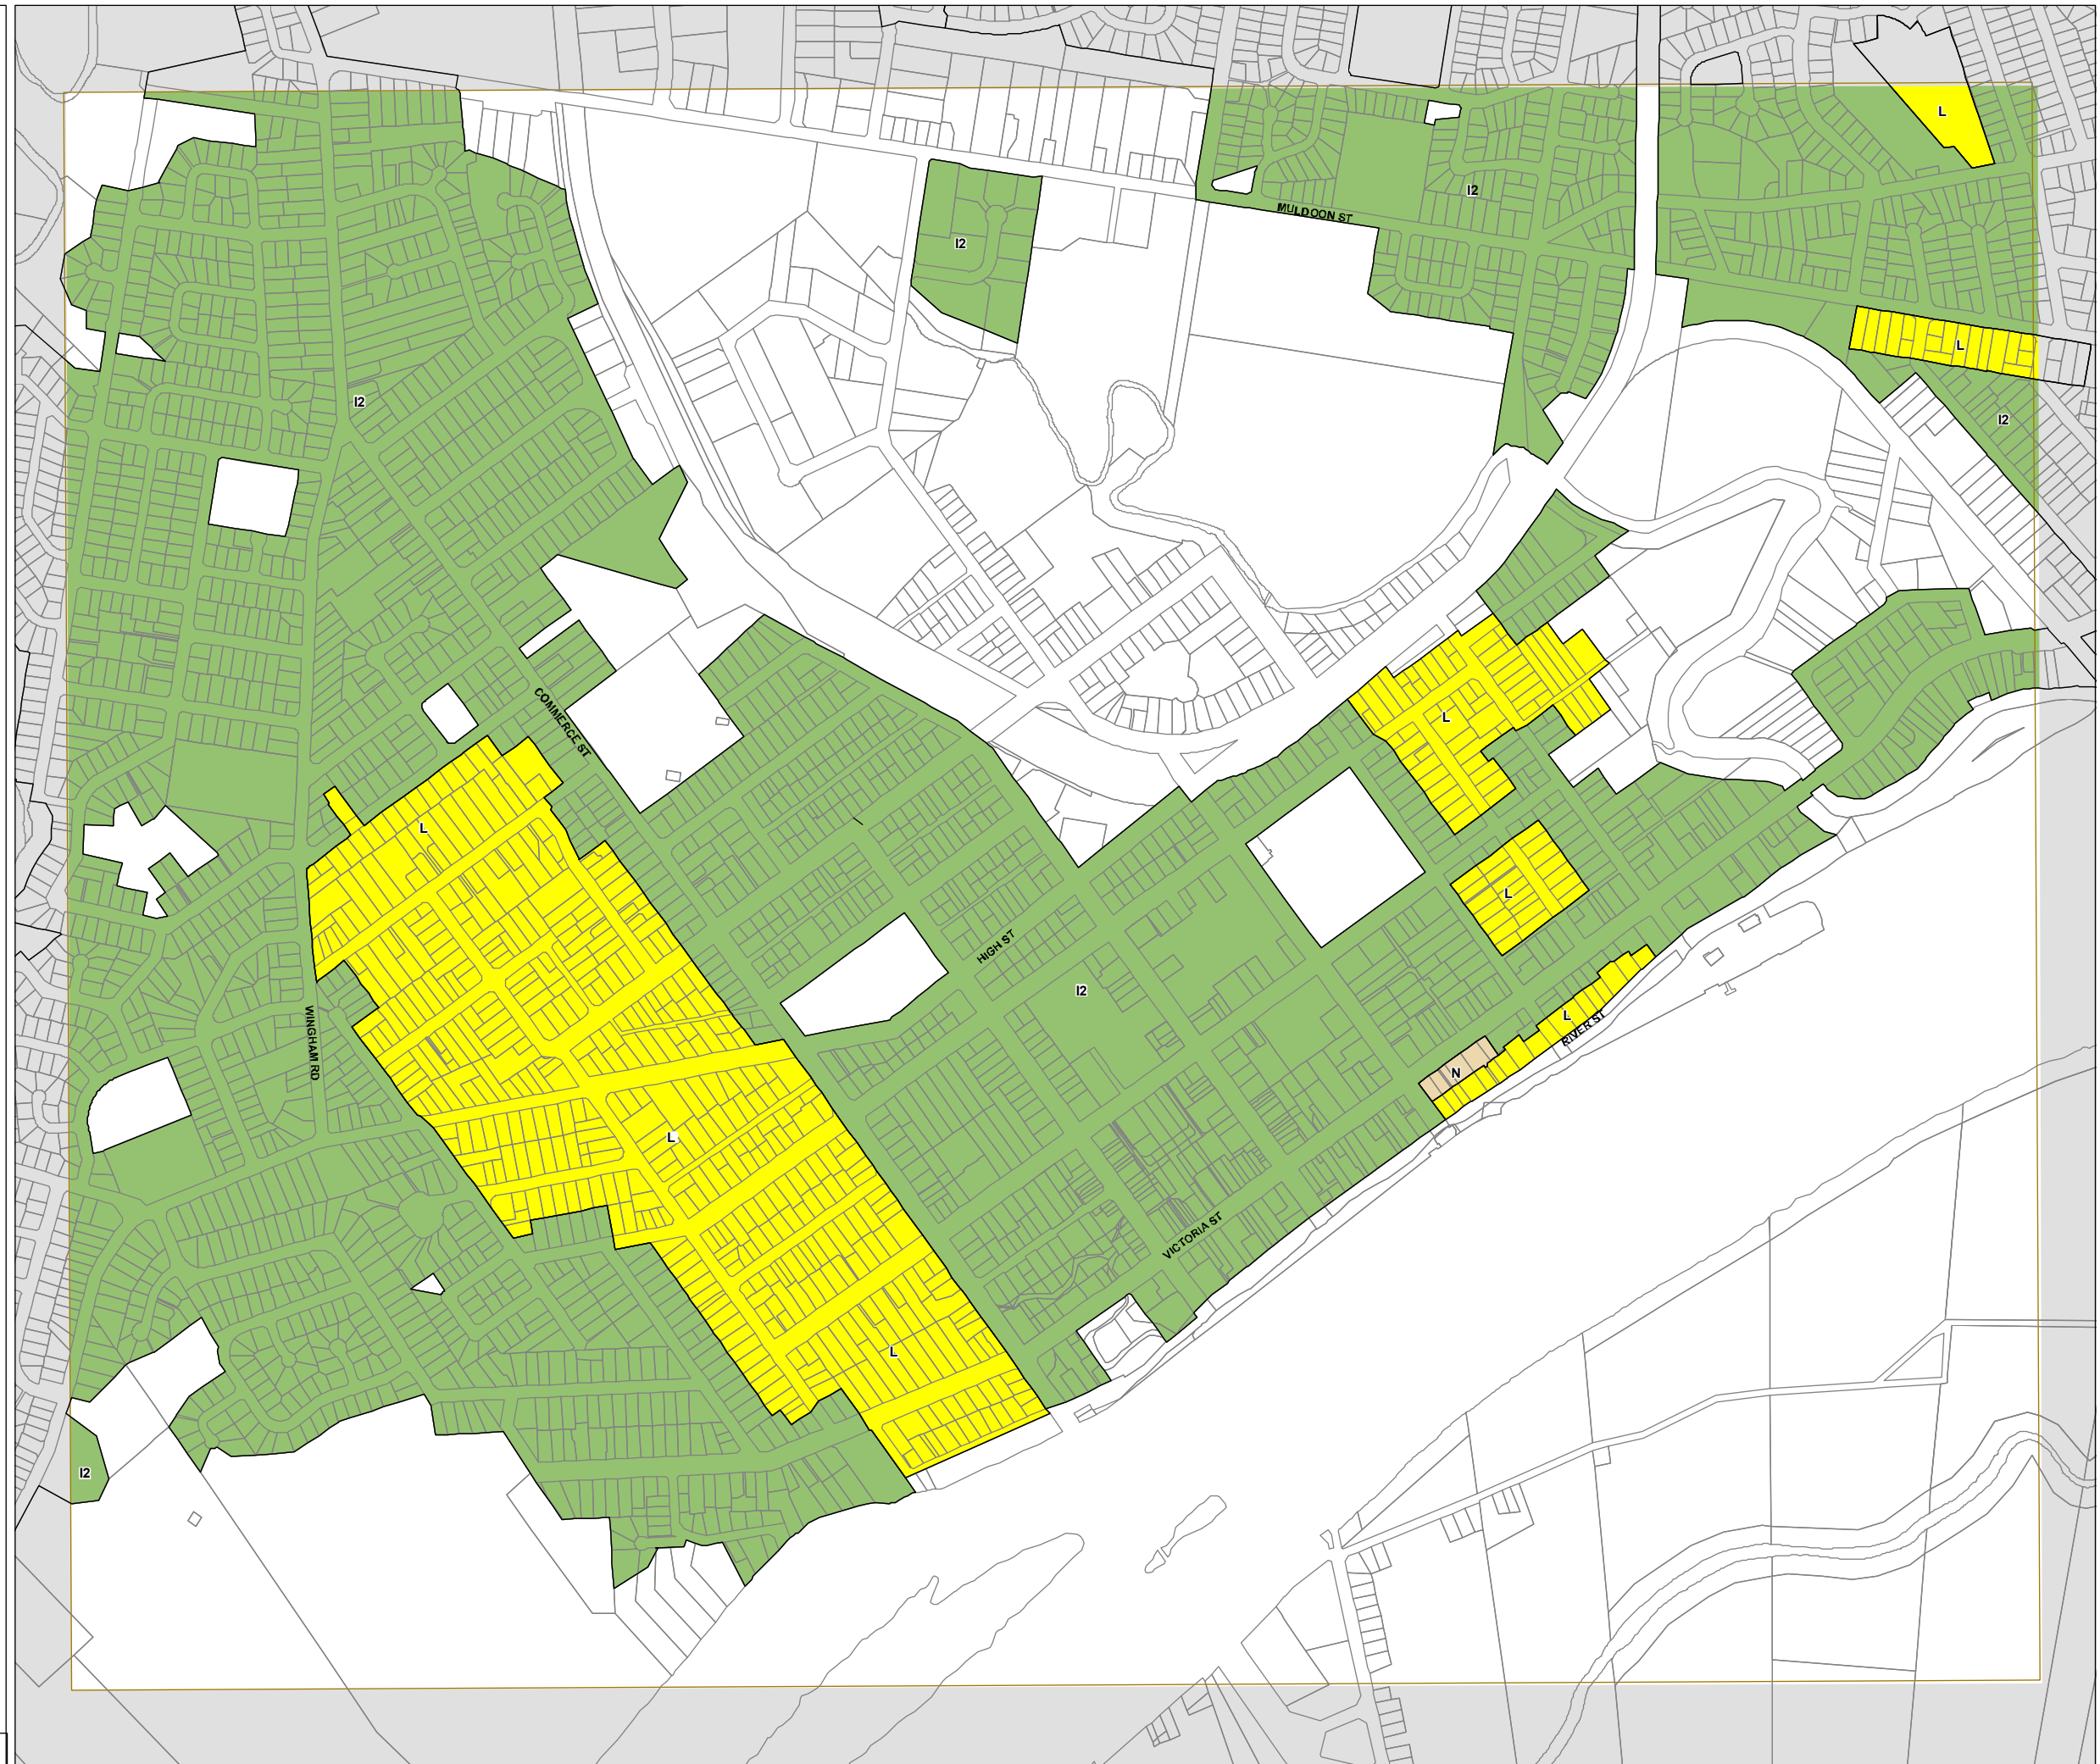 L
I2
MULDOON ST
I2
L
I2
I2
COMMERCE ST
L
L
L
HIGH ST
I2
WINGHAM RD
L
RIVER ST
N
L
VICTORIA ST
L
I2